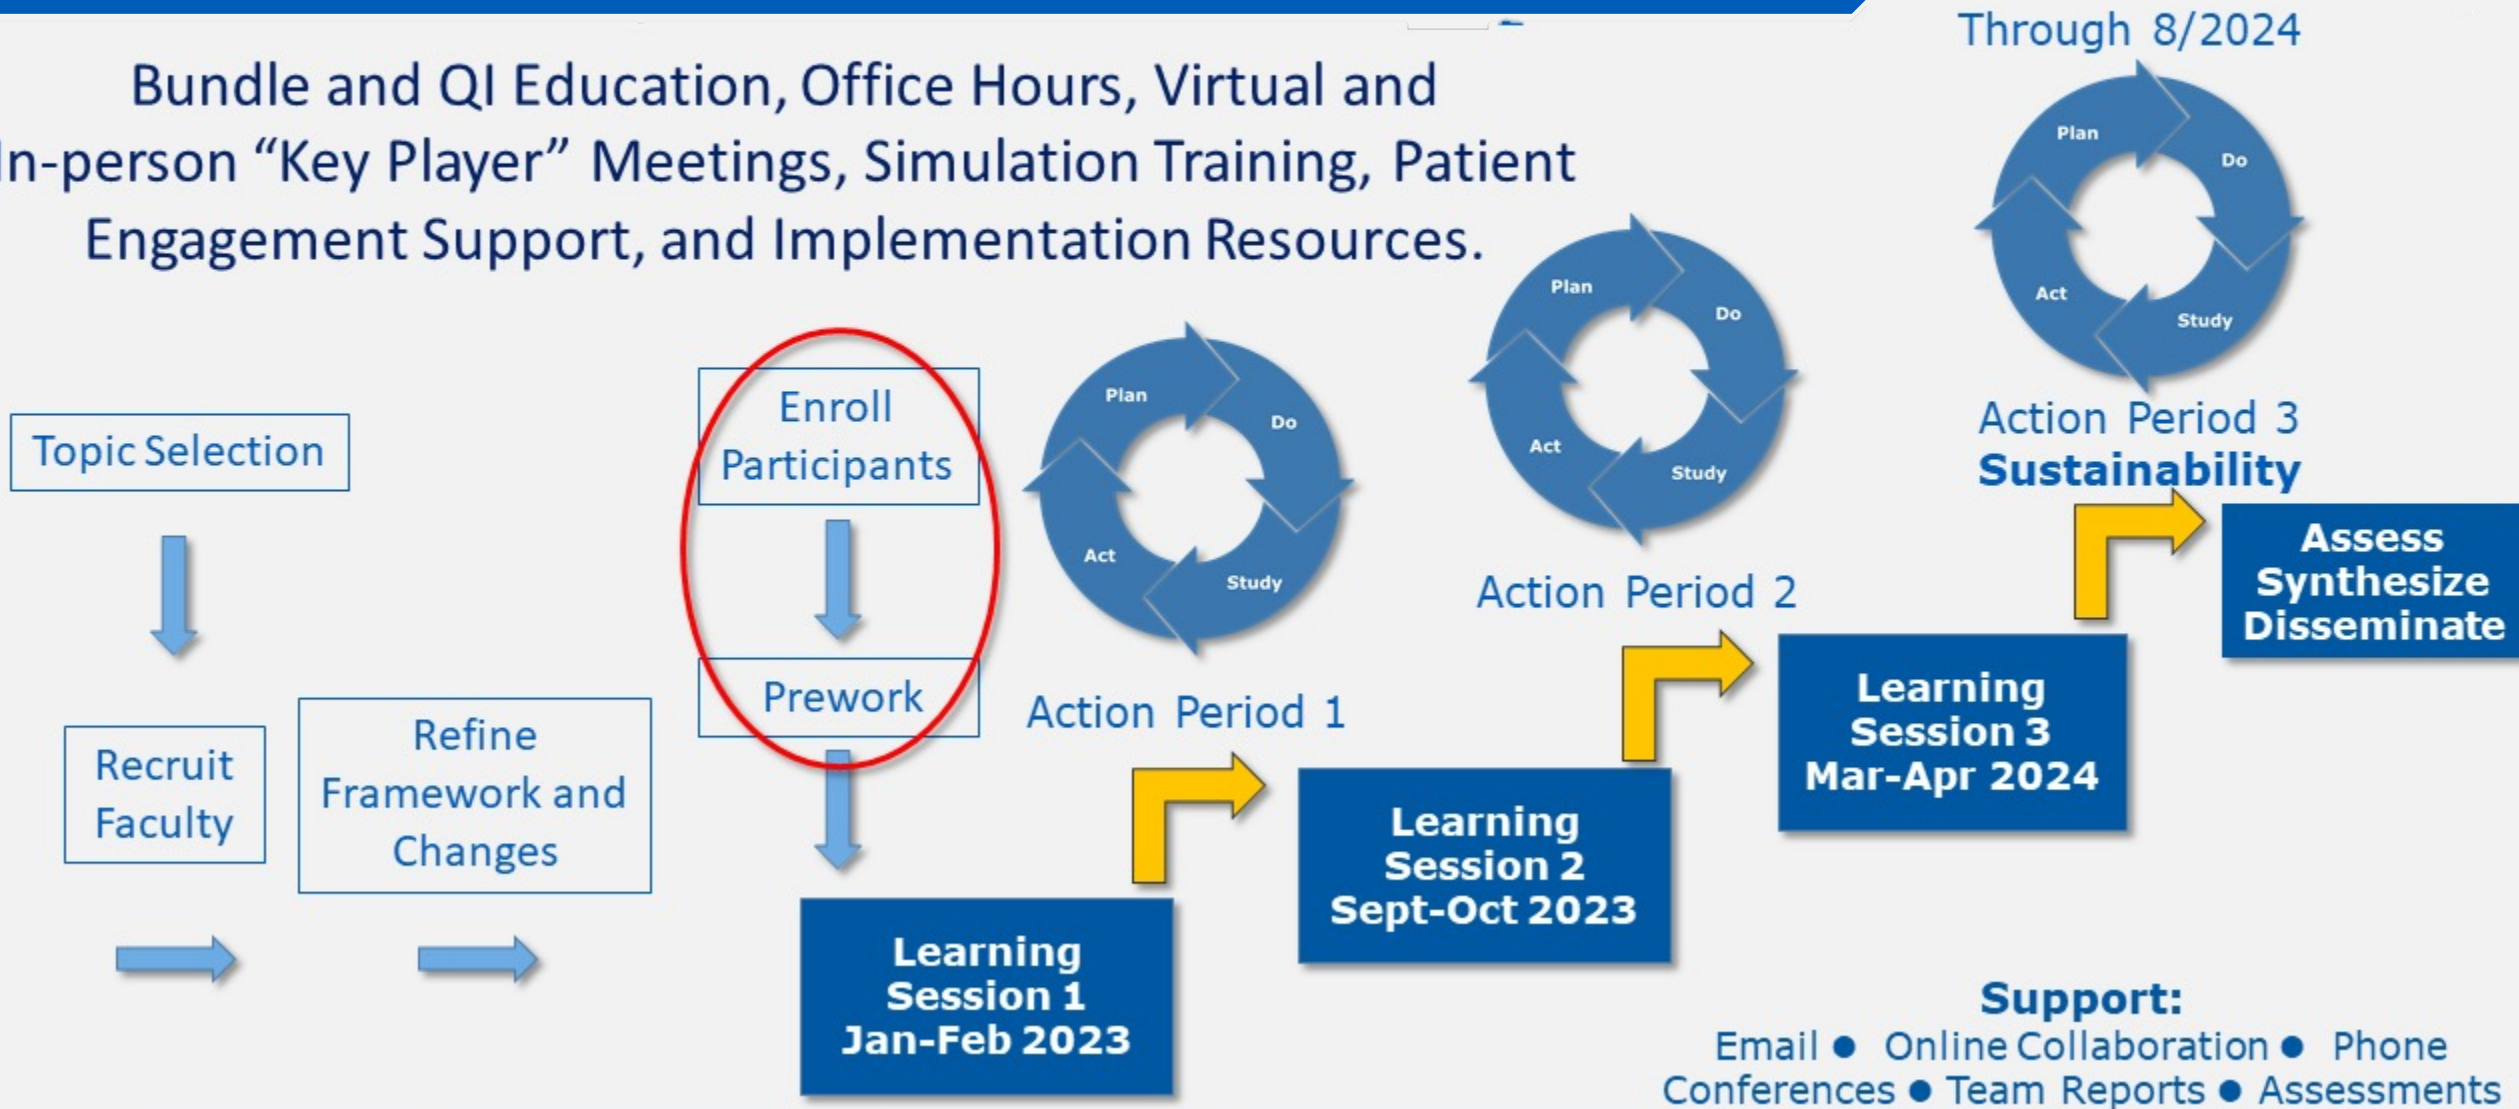 Through 8/2024
Bundle and QI Education, Office Hours, Virtual and
In-person “Key Player” Meetings, Simulation Training, Patient
Engagement Support, and Implementation Resources.
Topic Selection
Recruit
Faculty
Refine
Framework and
Changes
Enroll
Participants
Prework
Plan
Do
Study
Act
Action Period 1
Plan
Do
Study
Act
Action Period 2
Plan
Do
Study
Act
Action Period 3
Sustainability
Learning
Session 1
Jan-Feb 2023
Learning
Session 2
Sept-Oct 2023
Learning
Session 3
Mar-Apr 2024
Assess
Synthesize
Disseminate
Support:
Email ● Online Collaboration ● Phone
Conferences ● Team Reports ● Assessments